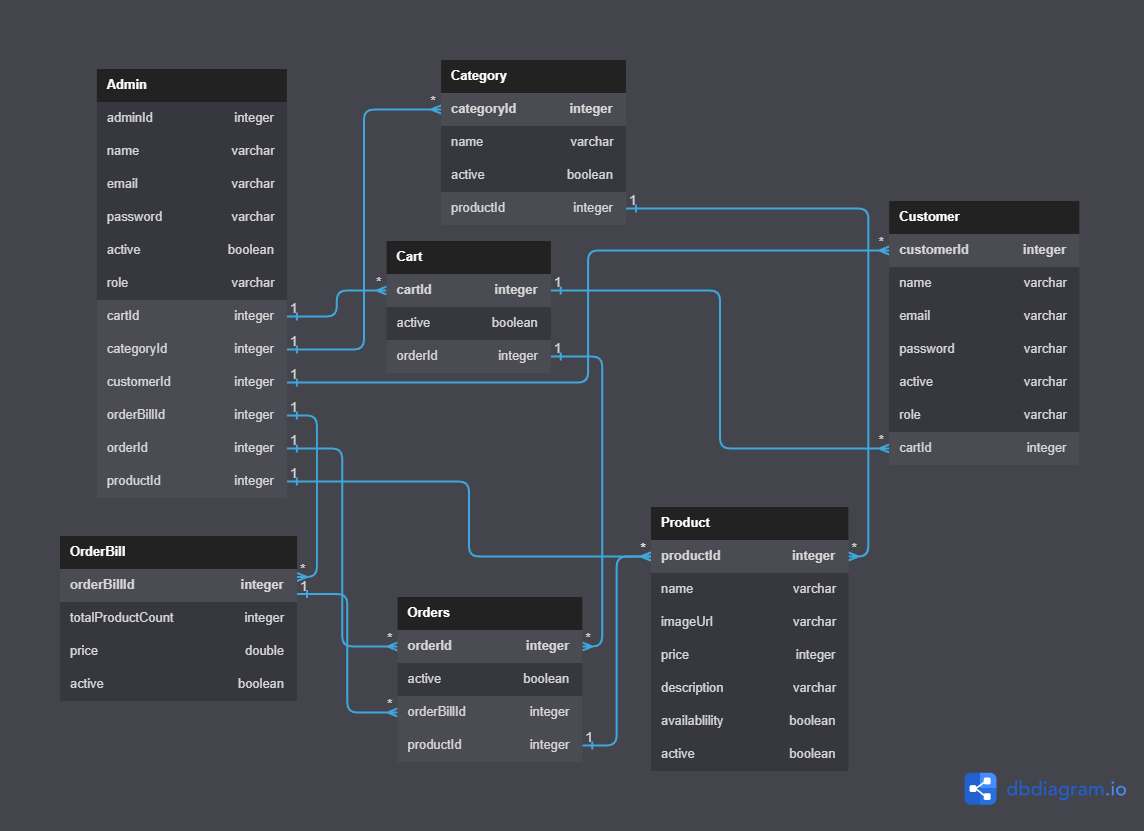 Admin
adminId integer
name varchar
email varchar
password varchar
active boolean
role varchar
cartId integer
categoryId integer
customerId integer
orderBillId integer
orderId integer
productId integer
1
1
1
1
1
1
Category
categoryId integer
name varchar
active boolean
productId integer
*
1
Cart
cartId integer
active boolean
orderId integer
*
1
1
Customer
customerId integer
name varchar
email varchar
password varchar
active varchar
role varchar
cartId integer
*
*
OrderBill
orderBillId integer
totalProductCount integer
price double
active boolean
*
1
Orders
orderId integer
active boolean
orderBillId integer
productId integer
*
*
*
1
Product
productId integer
name varchar
imageUrl varchar
price integer
description varchar
availablility boolean
active boolean
*
*
dbdiagram.io